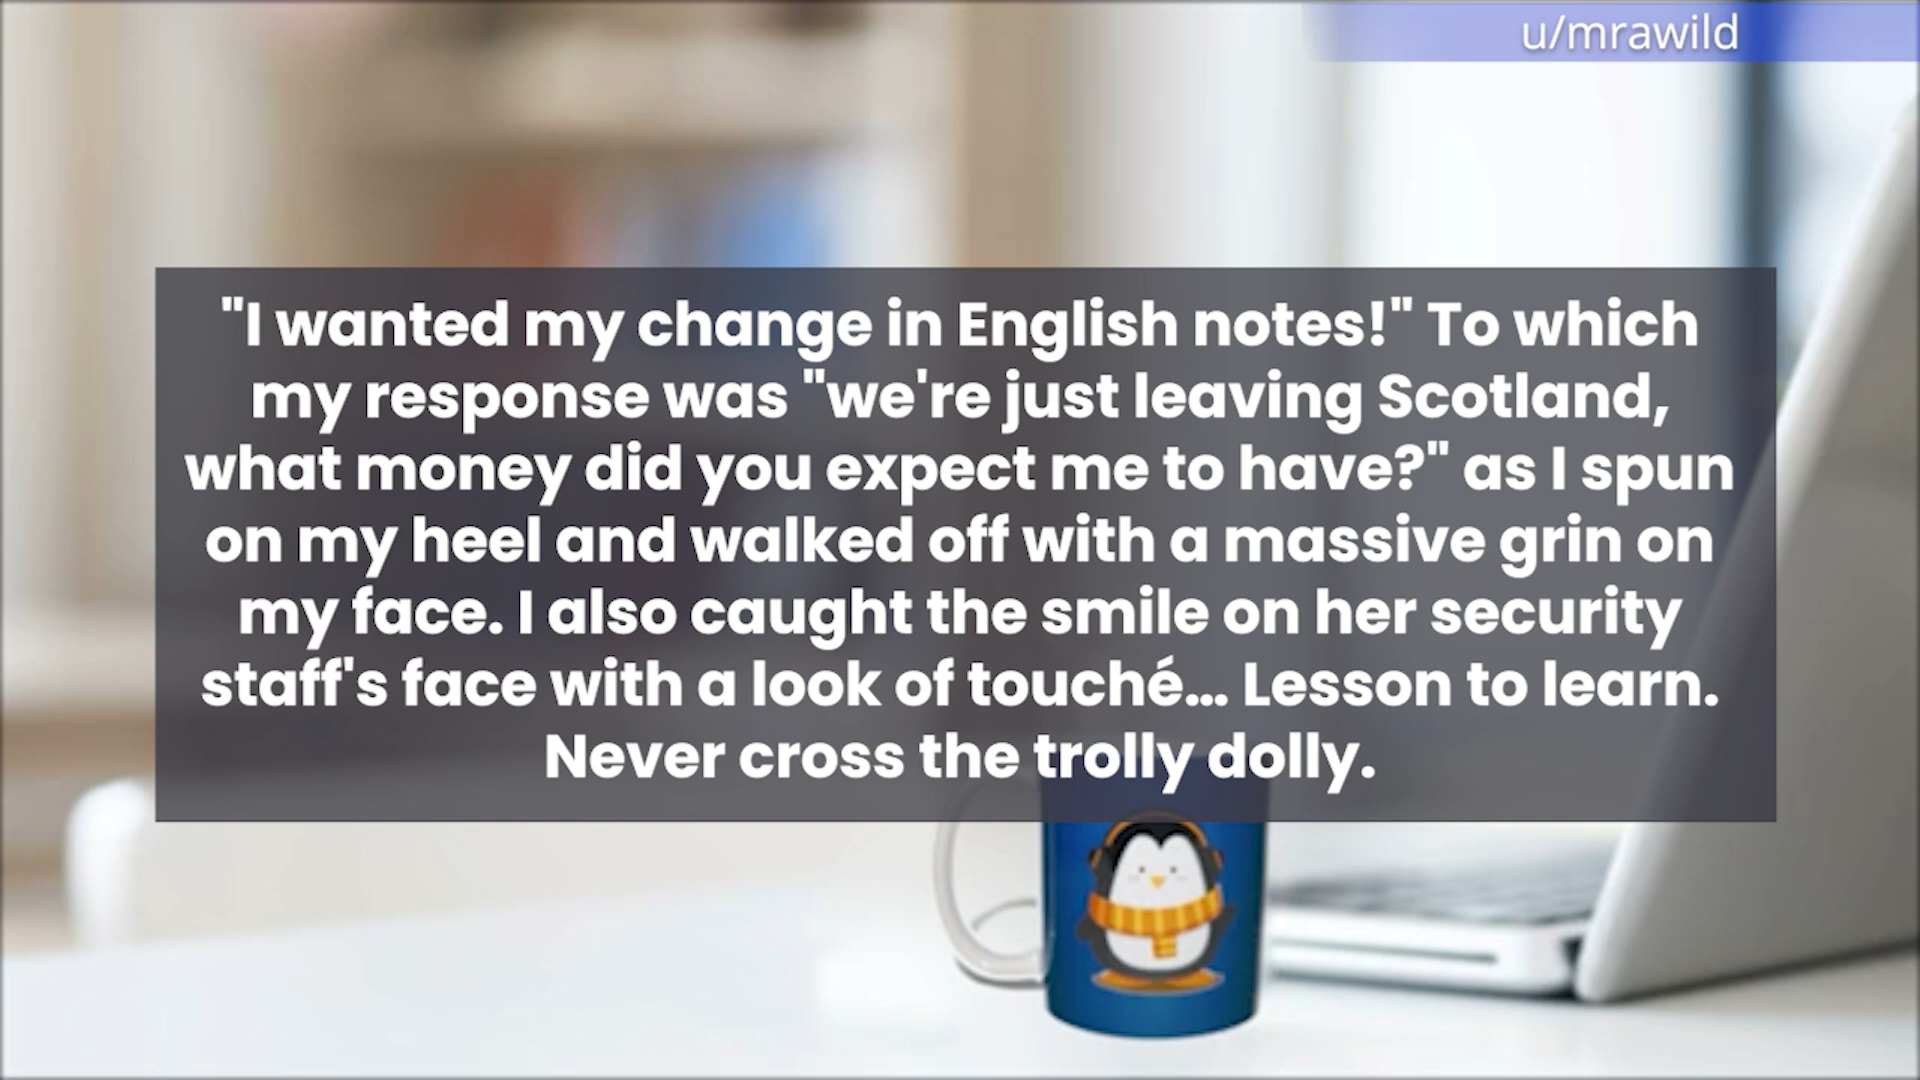 u/mrawild
"I wanted my change in English notes!" To which
my response was "we're just leaving Scotland,
what money did you expect me to have?" as I spun
on my heel and walked off with a massive grin on
my face. I also caught the smile on her security
staff's face with a look of touché... Lesson to learn.
Never cross the trolly dolly.